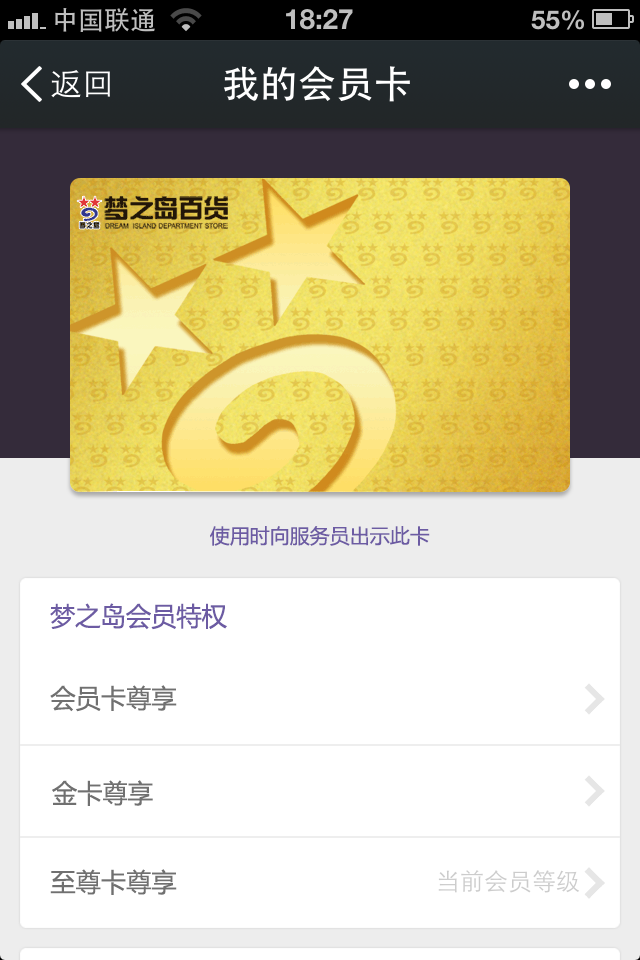 中国联通
18:27
55%
返回
我的会员卡
梦之岛百货
DREAM ISLAND DEPARTMENT STORE
梦之岛
使用时向服务员出示此卡
梦之岛会员特权
会员卡尊享
金卡尊享
至尊卡尊享
当前会员等级